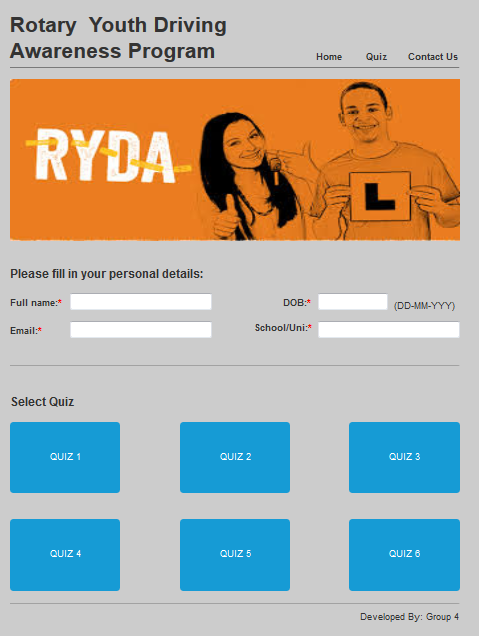 Rotary Youth Driving
Awareness Program
Home Quiz Contact Us
RYDA
L
Please fill in your personal details:
Full name:* DOB:* (DD-MM-YYY)
Email:* School/Uni:*
Select Quiz
QUIZ 1 QUIZ 2 QUIZ 3
QUIZ 4 QUIZ 5 QUIZ 6
Developed By: Group 4